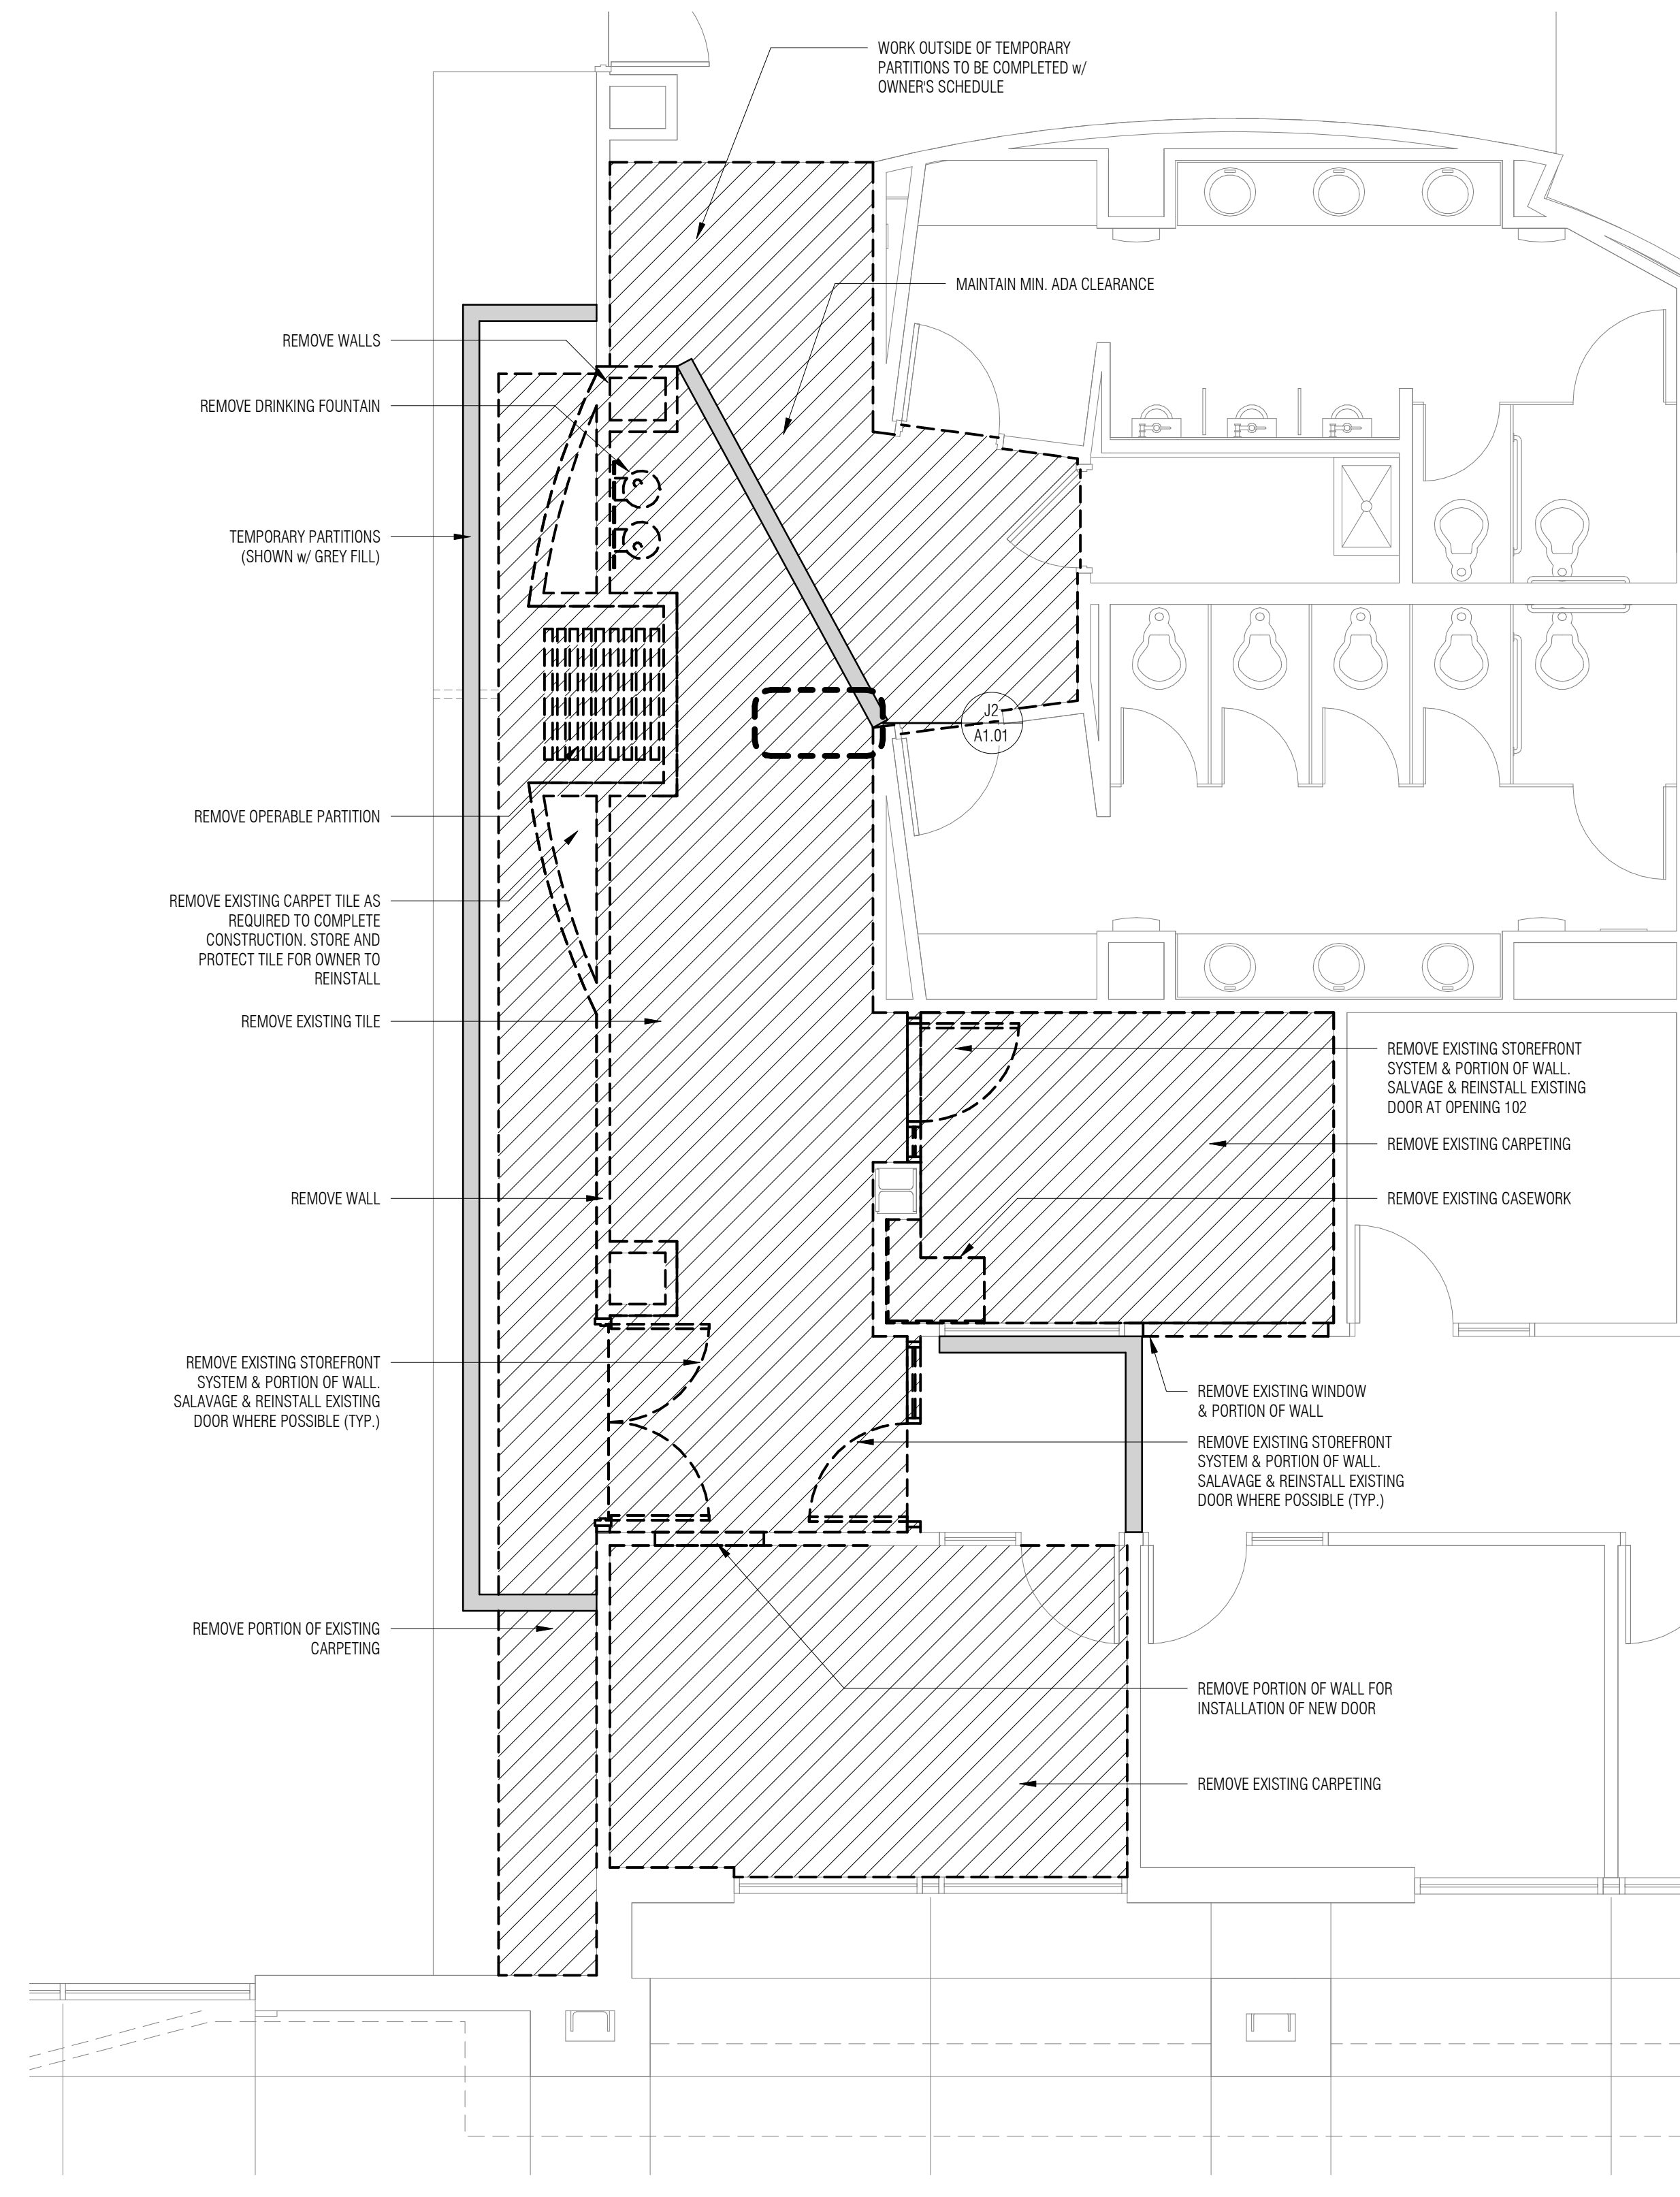 WORK OUTSIDE OF TEMPORARY
PARTITIONS TO BE COMPLETED w/
OWNER'S SCHEDULE
MAINTAIN MIN. ADA CLEARANCE
REMOVE WALLS
REMOVE DRINKING FOUNTAIN
TEMPORARY PARTITIONS
(SHOWN w/ GREY FILL)
J2
A1.01
REMOVE OPERABLE PARTITION
REMOVE EXISTING CARPET TILE AS
REQUIRED TO COMPLETE
CONSTRUCTION. STORE AND
PROTECT TILE FOR OWNER TO
REINSTALL
REMOVE EXISTING TILE
REMOVE EXISTING STOREFRONT
SYSTEM & PORTION OF WALL.
SALVAGE & REINSTALL EXISTING
DOOR AT OPENING 102
REMOVE EXISTING CARPETING
REMOVE WALL
REMOVE EXISTING CASEWORK
REMOVE EXISTING STOREFRONT
SYSTEM & PORTION OF WALL.
SALAVAGE & REINSTALL EXISTING
DOOR WHERE POSSIBLE (TYP.)
REMOVE EXISTING WINDOW
& PORTION OF WALL
REMOVE EXISTING STOREFRONT
SYSTEM & PORTION OF WALL.
SALAVAGE & REINSTALL EXISTING
DOOR WHERE POSSIBLE (TYP.)
REMOVE PORTION OF EXISTING
CARPETING
REMOVE PORTION OF WALL FOR
INSTALLATION OF NEW DOOR
REMOVE EXISTING CARPETING